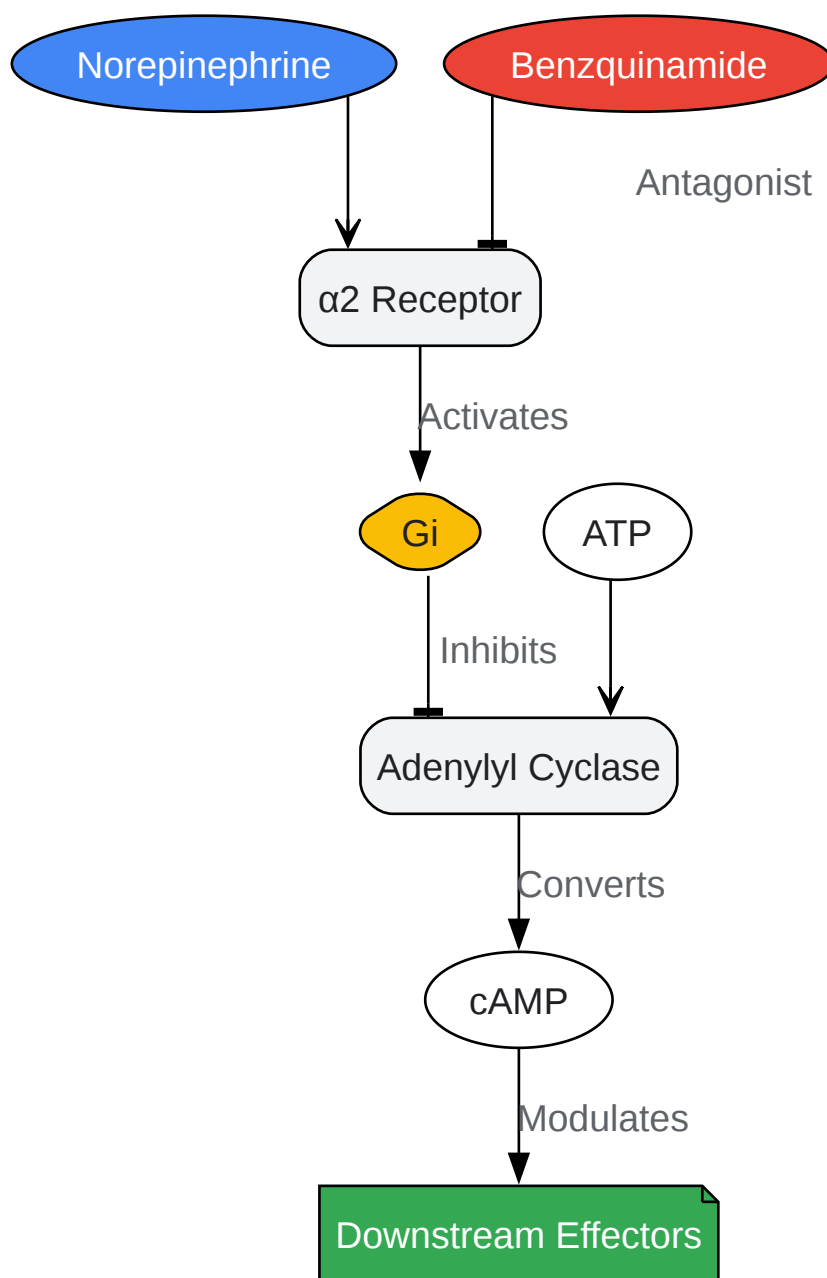 Norepinephrine
Benzquinamide
Antagonist
α2 Receptor
Activates
Gi
ATP
Inhibits
Adenylyl Cyclase
Converts
cAMP
Modulates
Downstream Effectors